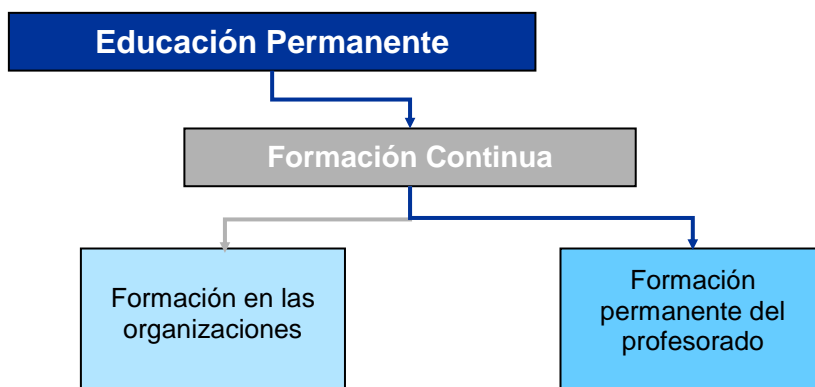 Educación Permanente
Formación Continua
Formación en las
organizaciones
Formación
permanente del
profesorado